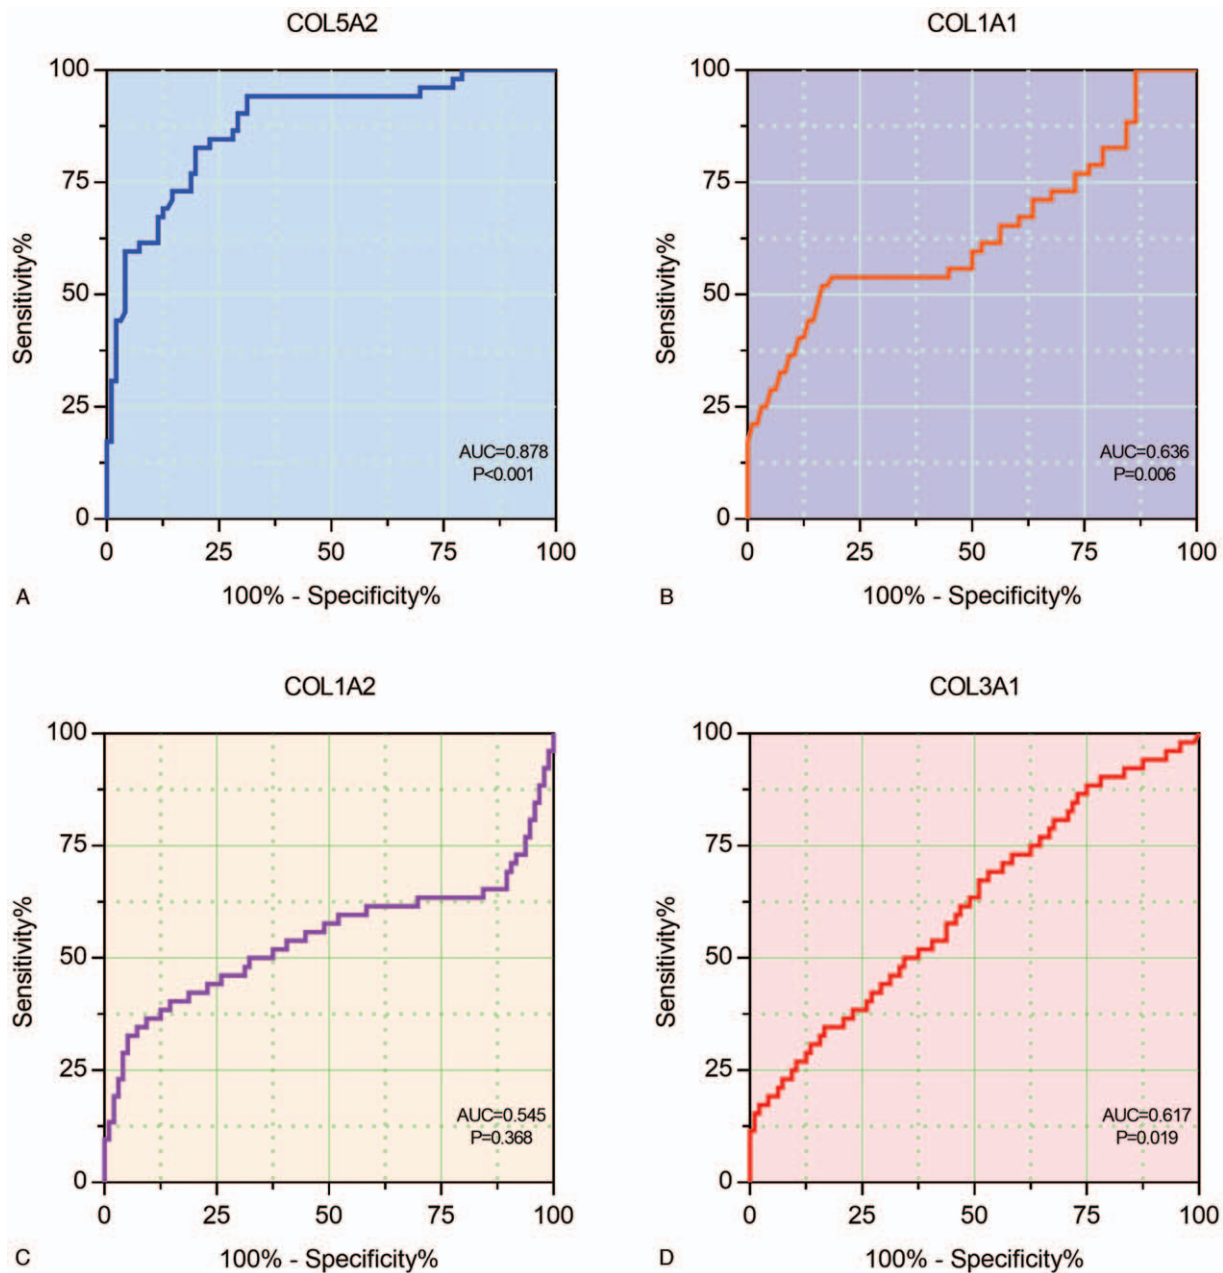 COL5A2
100
75
50
25
0
Sensitivity%
AUC=0.878
P<0.001
0 25 50 75 100
100% - Specificity%
A
COL1A1
100
75
50
25
0
Sensitivity%
AUC=0.636
P=0.006
0 25 50 75 100
100% - Specificity%
B
COL1A2
100
75
50
25
0
Sensitivity%
AUC=0.545
P=0.368
0 25 50 75 100
100% - Specificity%
C
COL3A1
100
75
50
25
0
Sensitivity%
AUC=0.617
P=0.019
0 25 50 75 100
100% - Specificity%
D